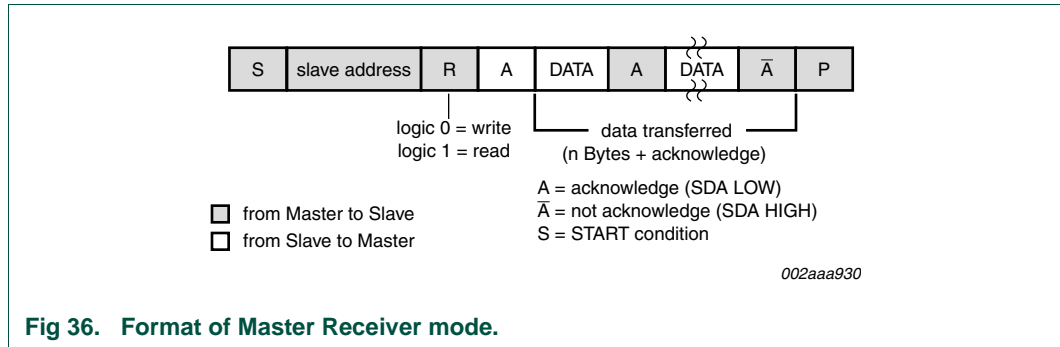 S slave address R A DATA A DATA A̅ P
logic 0 = write
logic 1 = read
data transferred
(n Bytes + acknowledge)
A = acknowledge (SDA LOW)
A̅ = not acknowledge (SDA HIGH)
S = START condition
from Master to Slave
from Slave to Master
002aaa930
Fig 36. Format of Master Receiver mode.